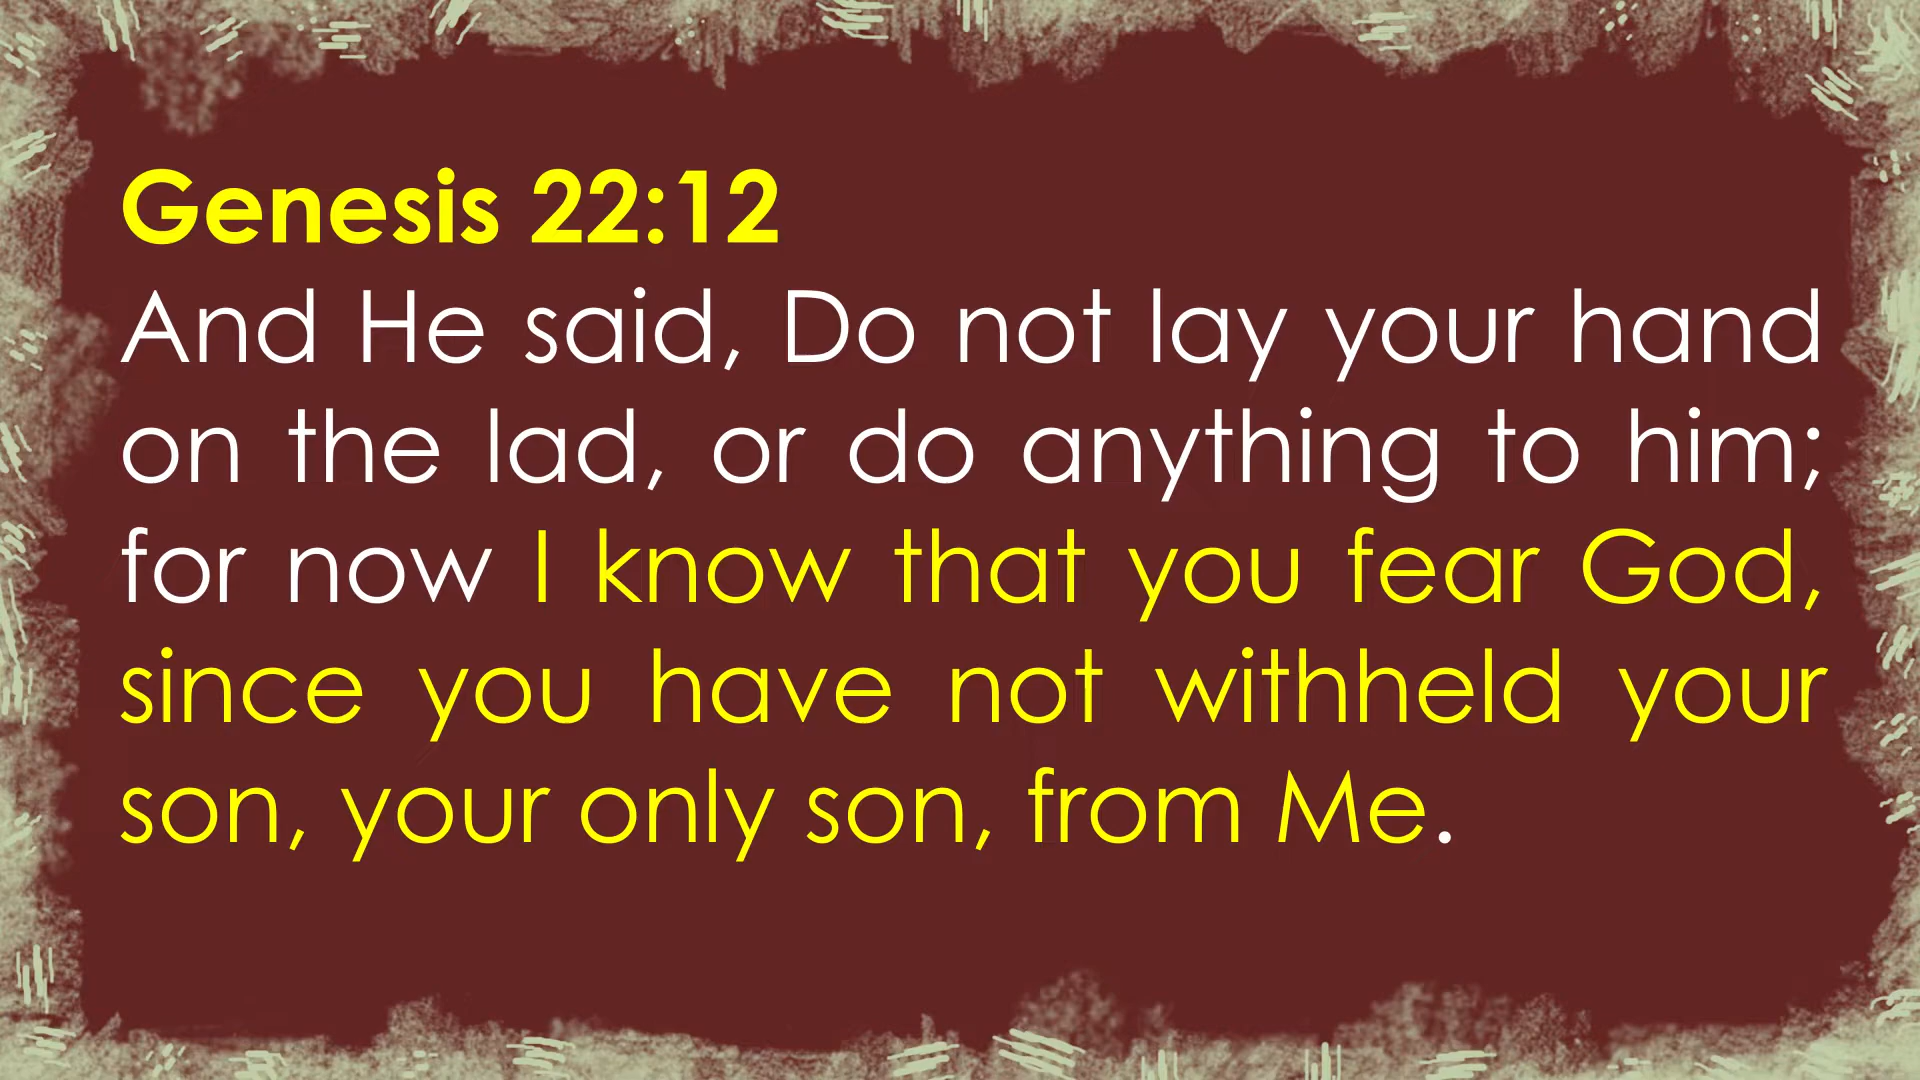 Genesis 22:12
And He said, Do not lay your hand
on the lad, or do anything to him;
for now I know that you fear God,
since you have not withheld your
son, your only son, from Me.